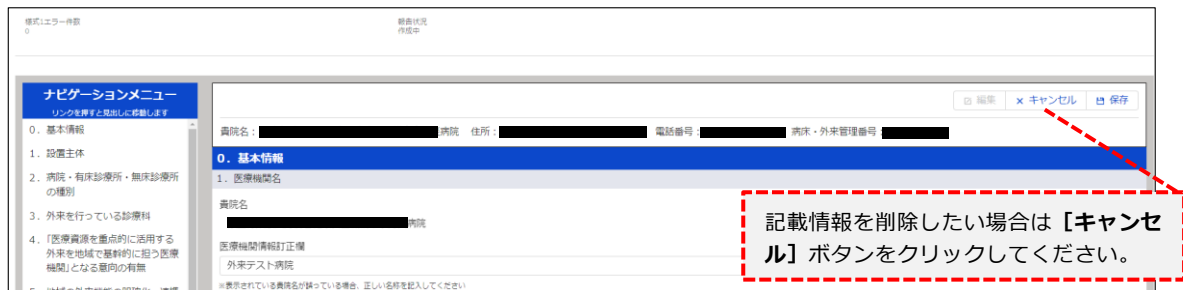 様式1エラー件数
0
報告状況
作成中
ナビゲーションメニュー
リンクを押すと見出しに移動します
0．基本情報
1．設置主体
2．病院・有床診療所・無床診療所
の種別
3．外来を行っている診療科
4．「医療資源を重点的に活用する
外来を地域で基幹的に担う医療
機関」となる意向の有無
編集 × キャンセル 保存
貴院名： 病院 住所： 電話番号： 病床・外来管理番号
0．基本情報
1．医療機関名
貴院名
病院
医療機関情報訂正欄
外来テスト病院
※表示されている貴院名が誤っている場合、正しい名称を記入してください
記載情報を削除したい場合は［キャンセ
ル］ボタンをクリックしてください。